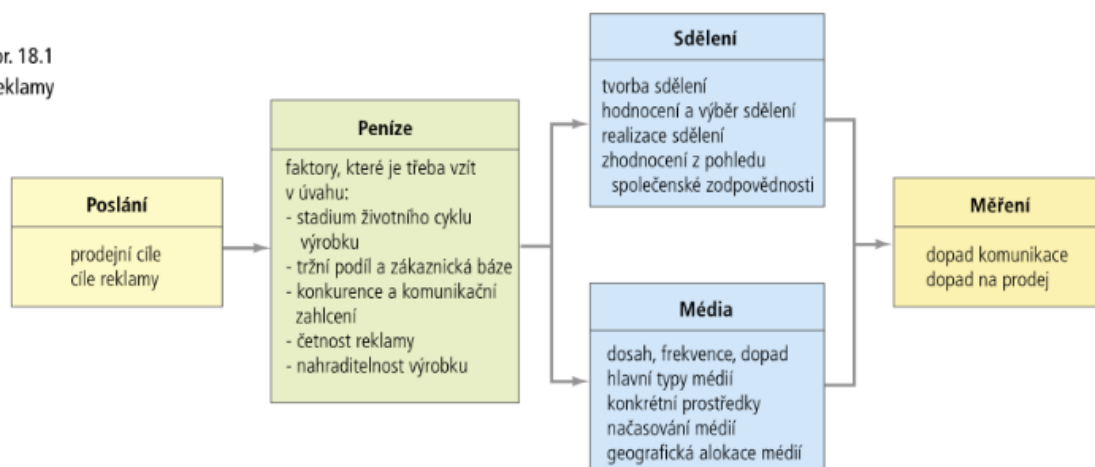 br. 18.1
eklamy
Poslání
prodejní cíle
cíle reklamy
Peníze
faktory, které je třeba vzít
v úvahu:
- stadium životního cyklu
výrobku
- tržní podíl a zákaznická báze
- konkurence a komunikační
zahlcení
- četnost reklamy
- nahraditelnost výrobku
Sdělení
tvorba sdělení
hodnocení a výběr sdělení
realizace sdělení
zhodnocení z pohledu
společenské zodpovědnosti
Média
dosah, frekvence, dopad
hlavní typy médií
konkrétní prostředky
načasování médií
geografická alokace médií
Měření
dopad komunikace
dopad na prodej